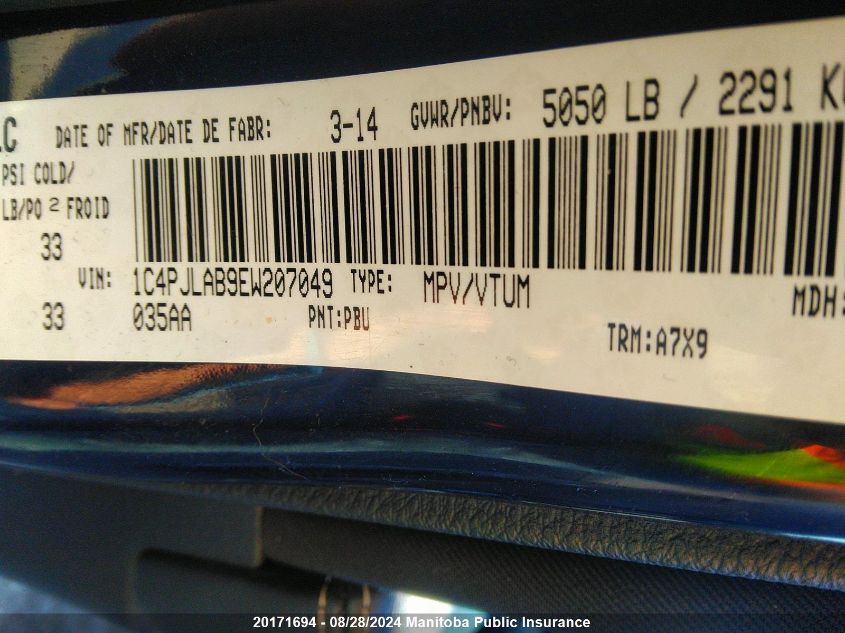 LC DATE OF MFR/DATE DE FABR: 3-14 GVWR/PNBV: 5050 LB / 2291 KG
PSI COLD/
LB/PO 2 FROID
33
VIN: 1C4PJLAB9EW207049 TYPE: MPV/VTUM MDH:
33 035AA PNT:PBU TRM:A7X9
20171694 - 08/28/2024 Manitoba Public Insurance